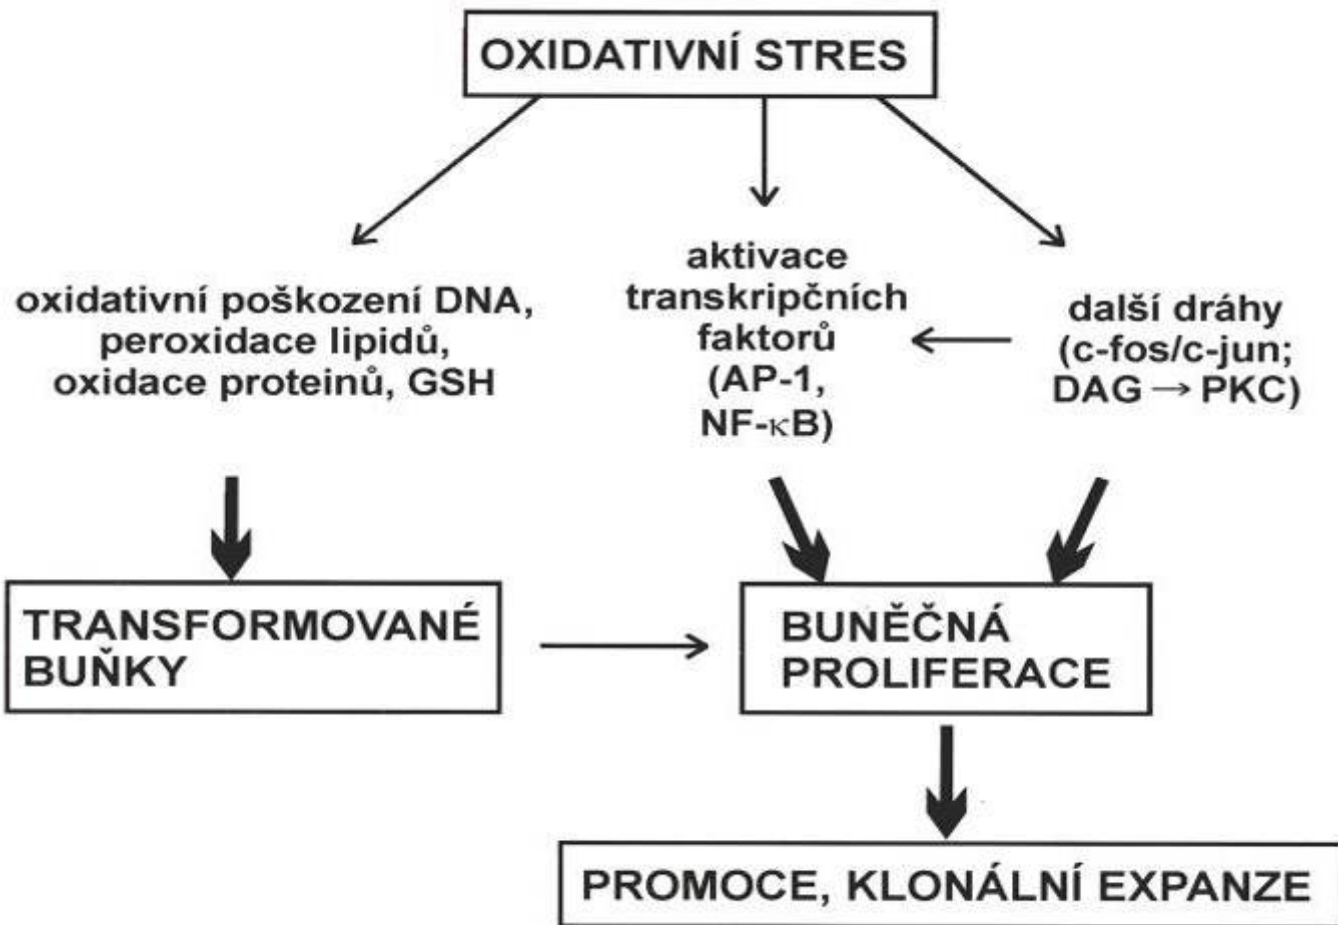 OXIDATIVNÍ STRES
oxidativní poškození DNA,
peroxidace lipidů,
oxidace proteinů, GSH
aktivace
transkripčních
faktorů
(AP-1,
NF-κB)
další dráhy
(c-fos/c-jun;
DAG → PKC)
TRANSFORMOVANÉ
BUŇKY
BUNĚČNÁ
PROLIFERACE
PROMOCE, KLONÁLNÍ EXPANZE